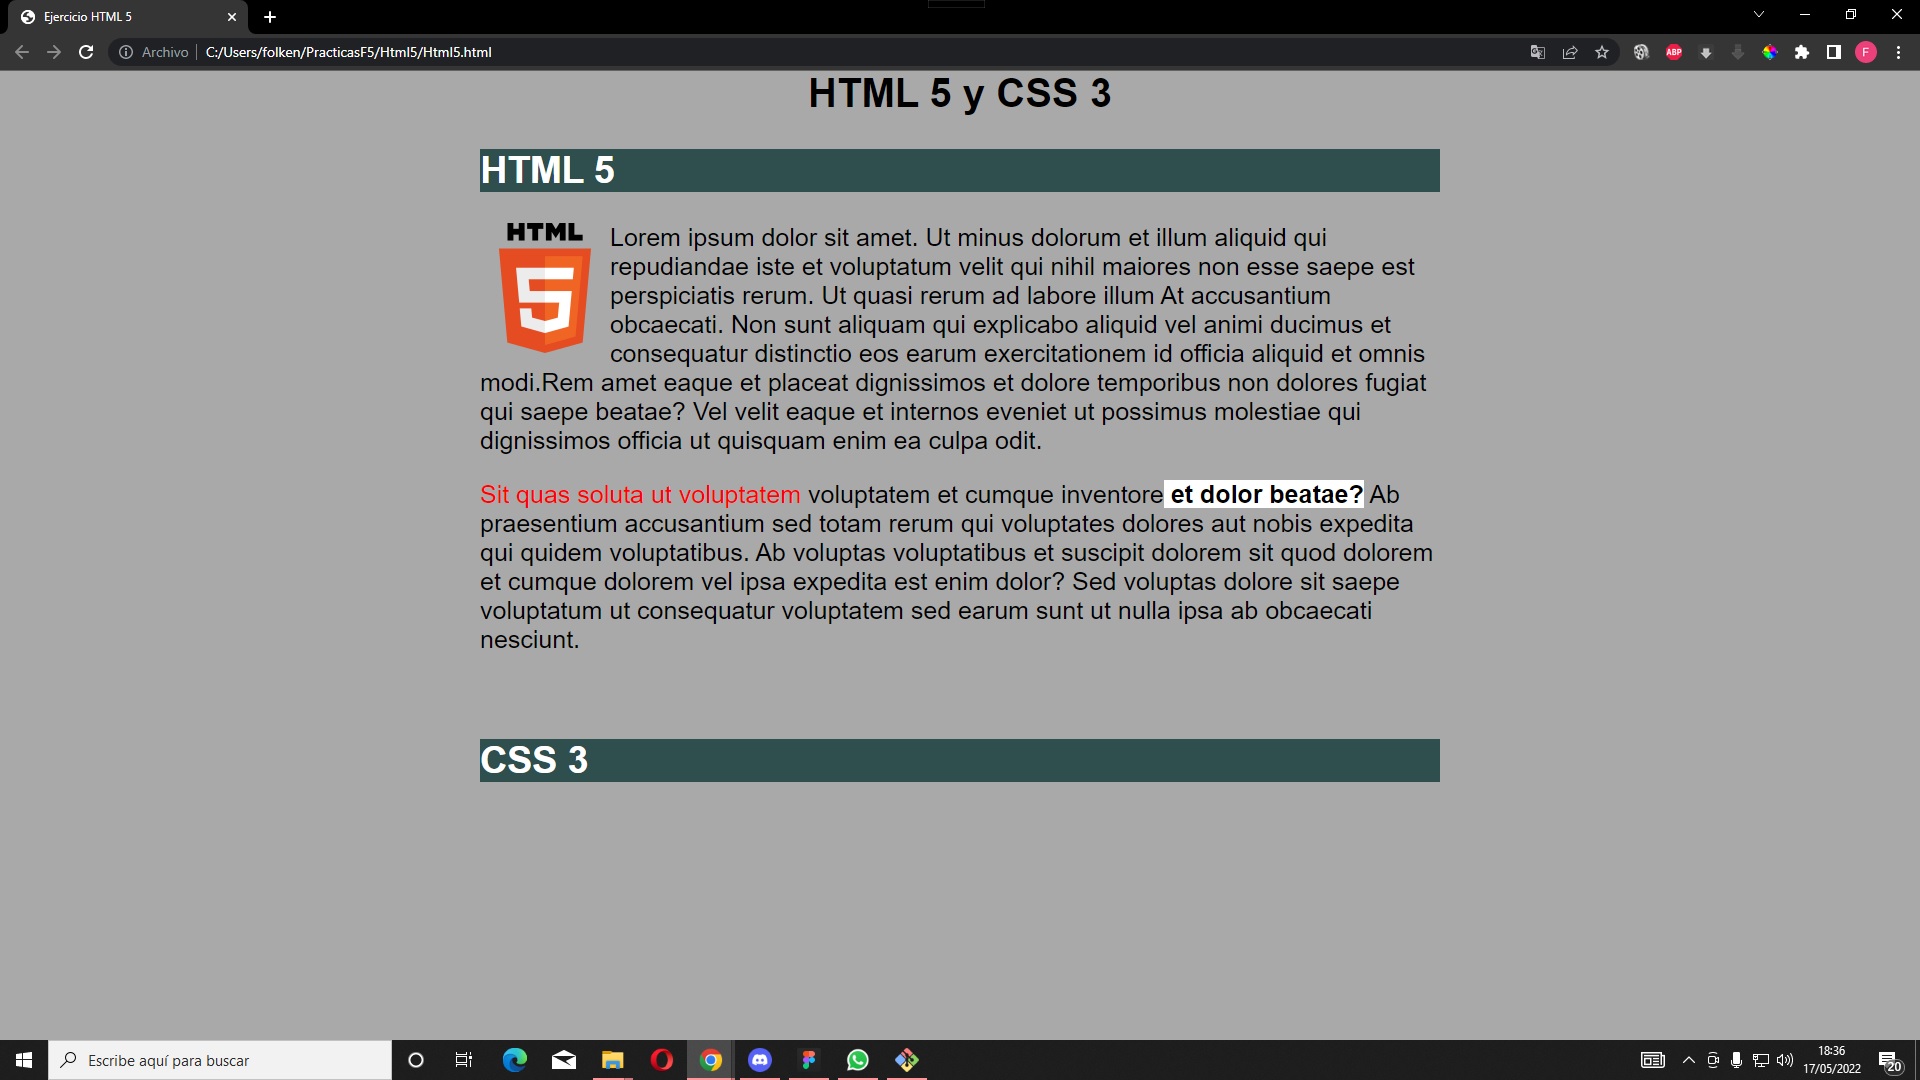 Ejercicio HTML 5
Archivo C:/Users/folken/PracticasF5/Html5/Html5.html
ABP
F
HTML 5 y CSS 3
HTML 5
HTML
5
Lorem ipsum dolor sit amet. Ut minus dolorum et illum aliquid qui
repudiandae iste et voluptatum velit qui nihil maiores non esse saepe est
perspiciatis rerum. Ut quasi rerum ad labore illum At accusantium
obcaecati. Non sunt aliquam qui explicabo aliquid vel animi ducimus et
consequatur distinctio eos earum exercitationem id officia aliquid et omnis
modi.Rem amet eaque et placeat dignissimos et dolore temporibus non dolores fugiat
qui saepe beatae? Vel velit eaque et internos eveniet ut possimus molestiae qui
dignissimos officia ut quisquam enim ea culpa odit.
Sit quas soluta ut voluptatem voluptatem et cumque inventore et dolor beatae? Ab
praesentium accusantium sed totam rerum qui voluptates dolores aut nobis expedita
qui quidem voluptatibus. Ab voluptas voluptatibus et suscipit dolorem sit quod dolorem
et cumque dolorem vel ipsa expedita est enim dolor? Sed voluptas dolore sit saepe
voluptatum ut consequatur voluptatem sed earum sunt ut nulla ipsa ab obcaecati
nesciunt.
CSS 3
Escribe aquí para buscar
18:36
17/05/2022
20